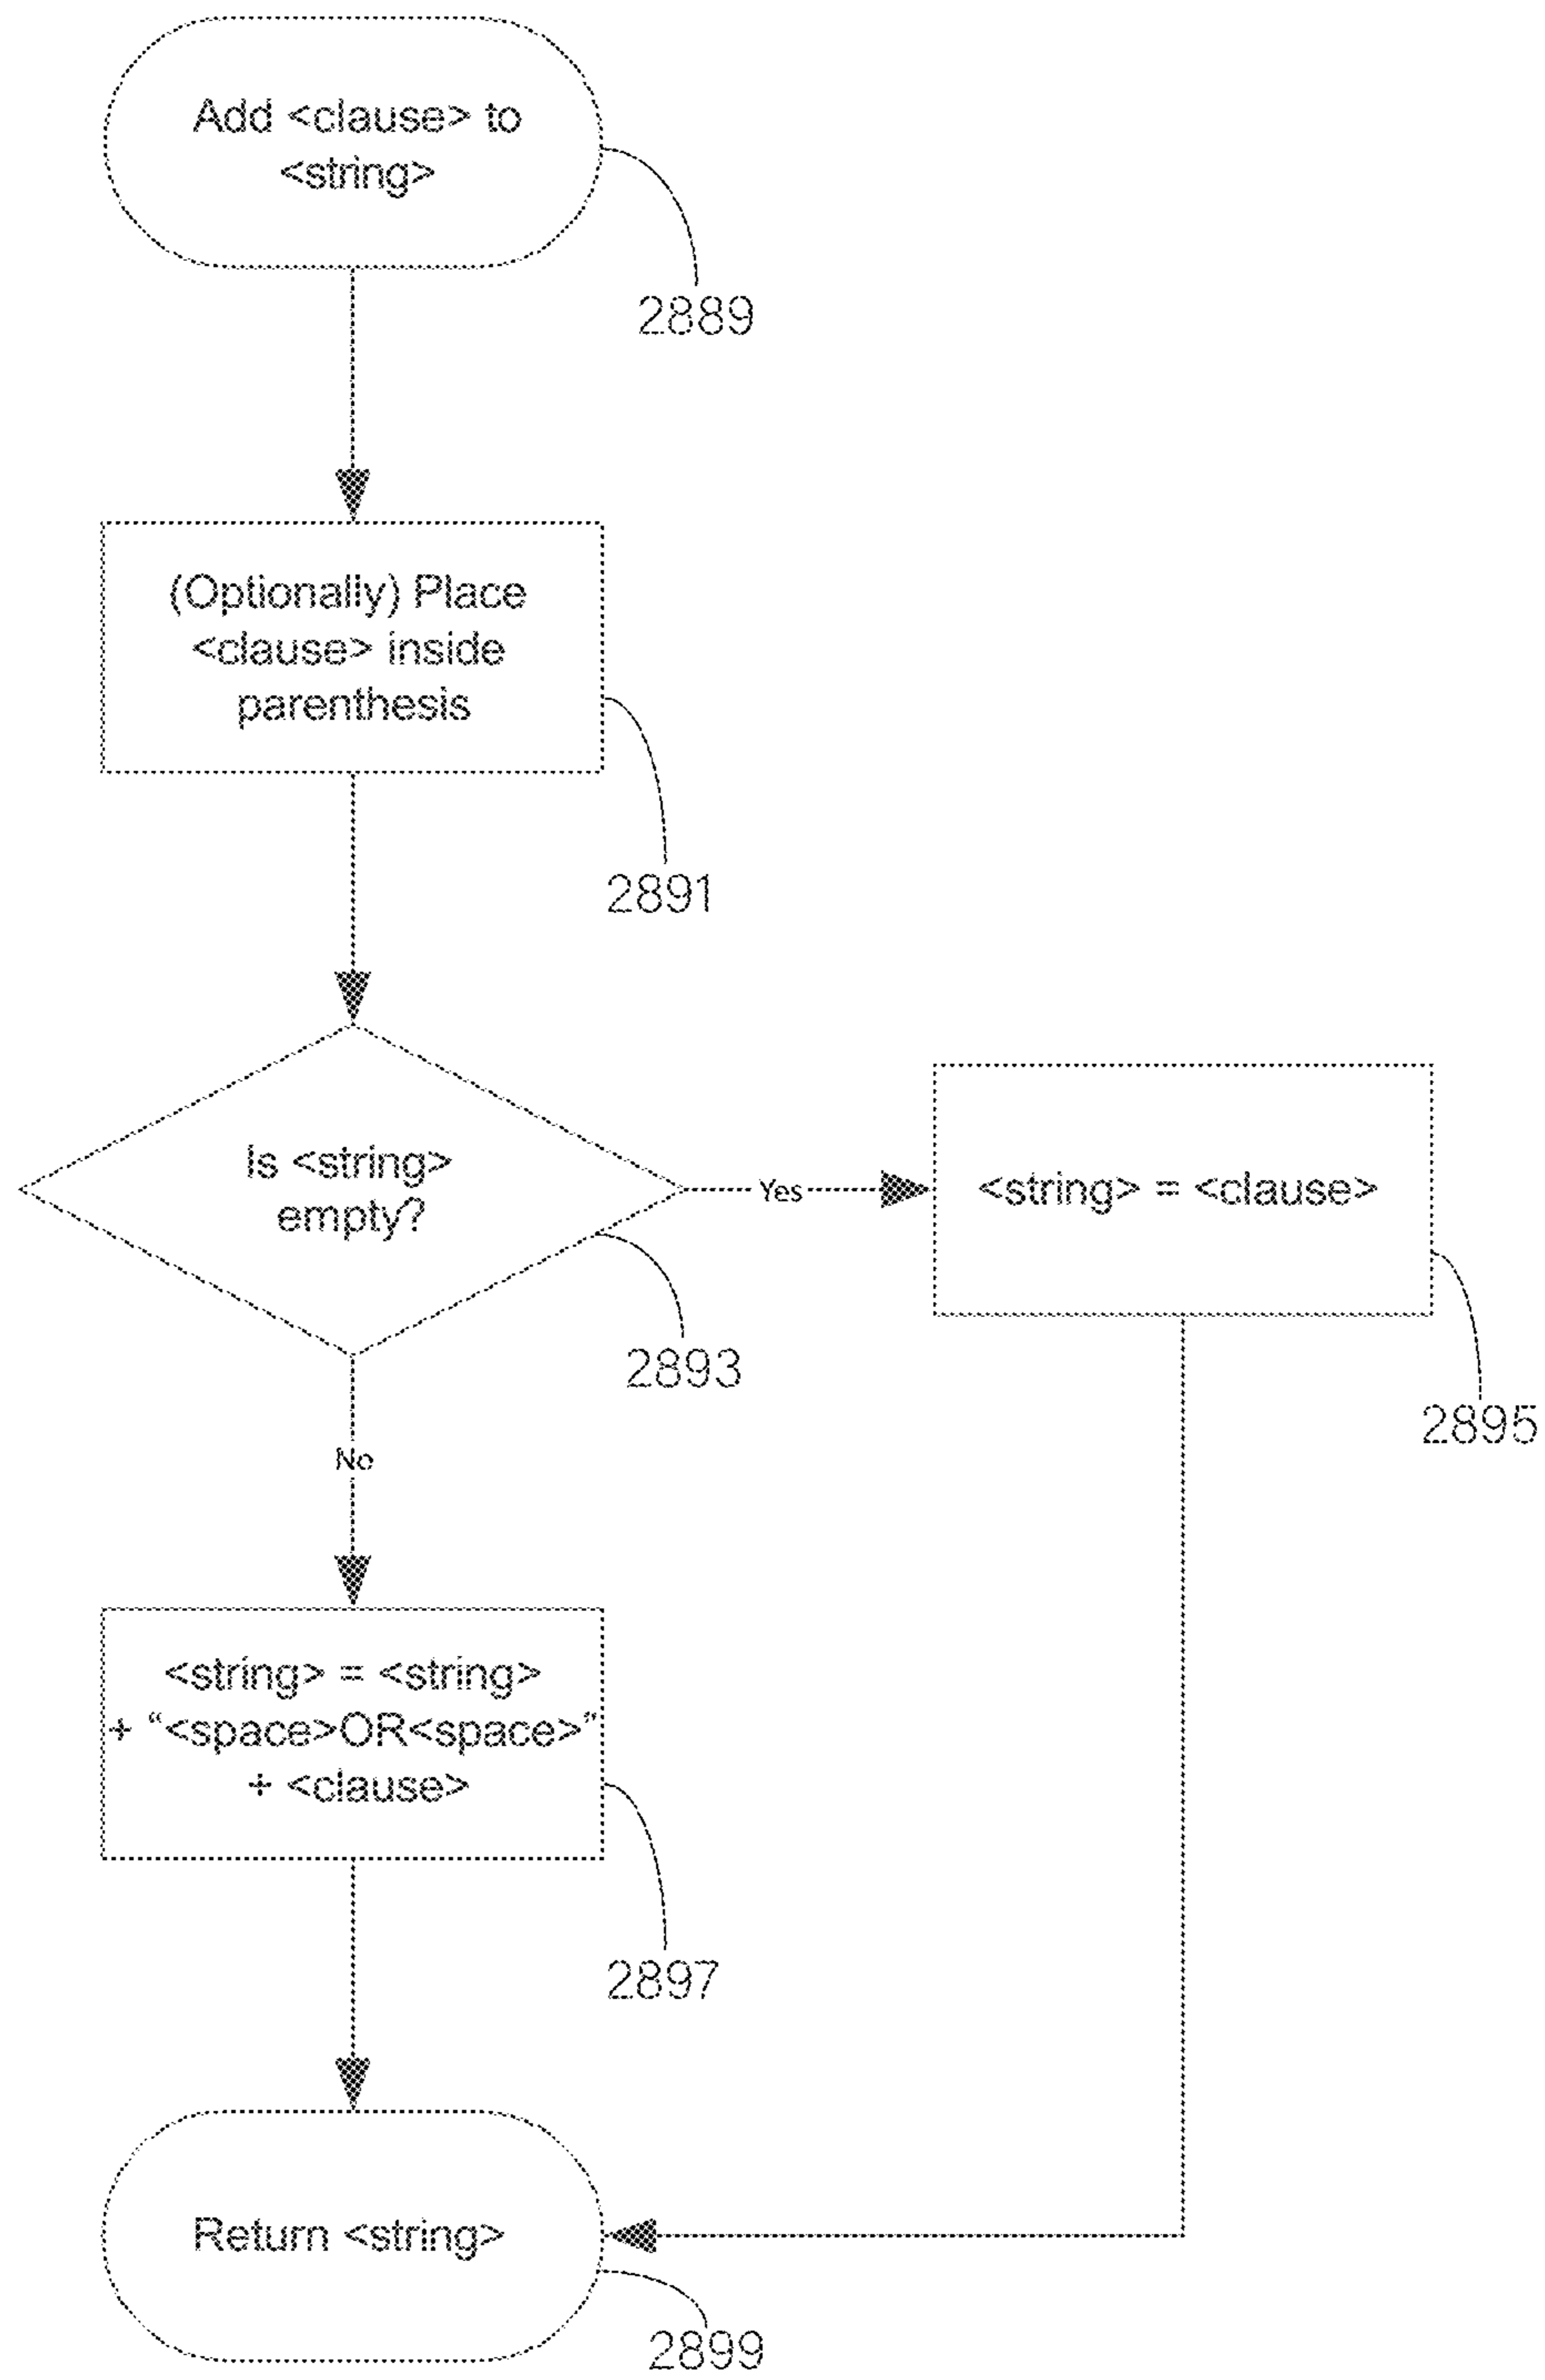 Add <clause> to
<string>
2889
(Optionally) Place
<clause> inside
parenthesis
2891
Is <string>
empty?
2893
Yes
<string> = <clause>
2895
No
<string> = <string>
+ “<space>OR<space>”
+ <clause>
2897
Return <string>
2899